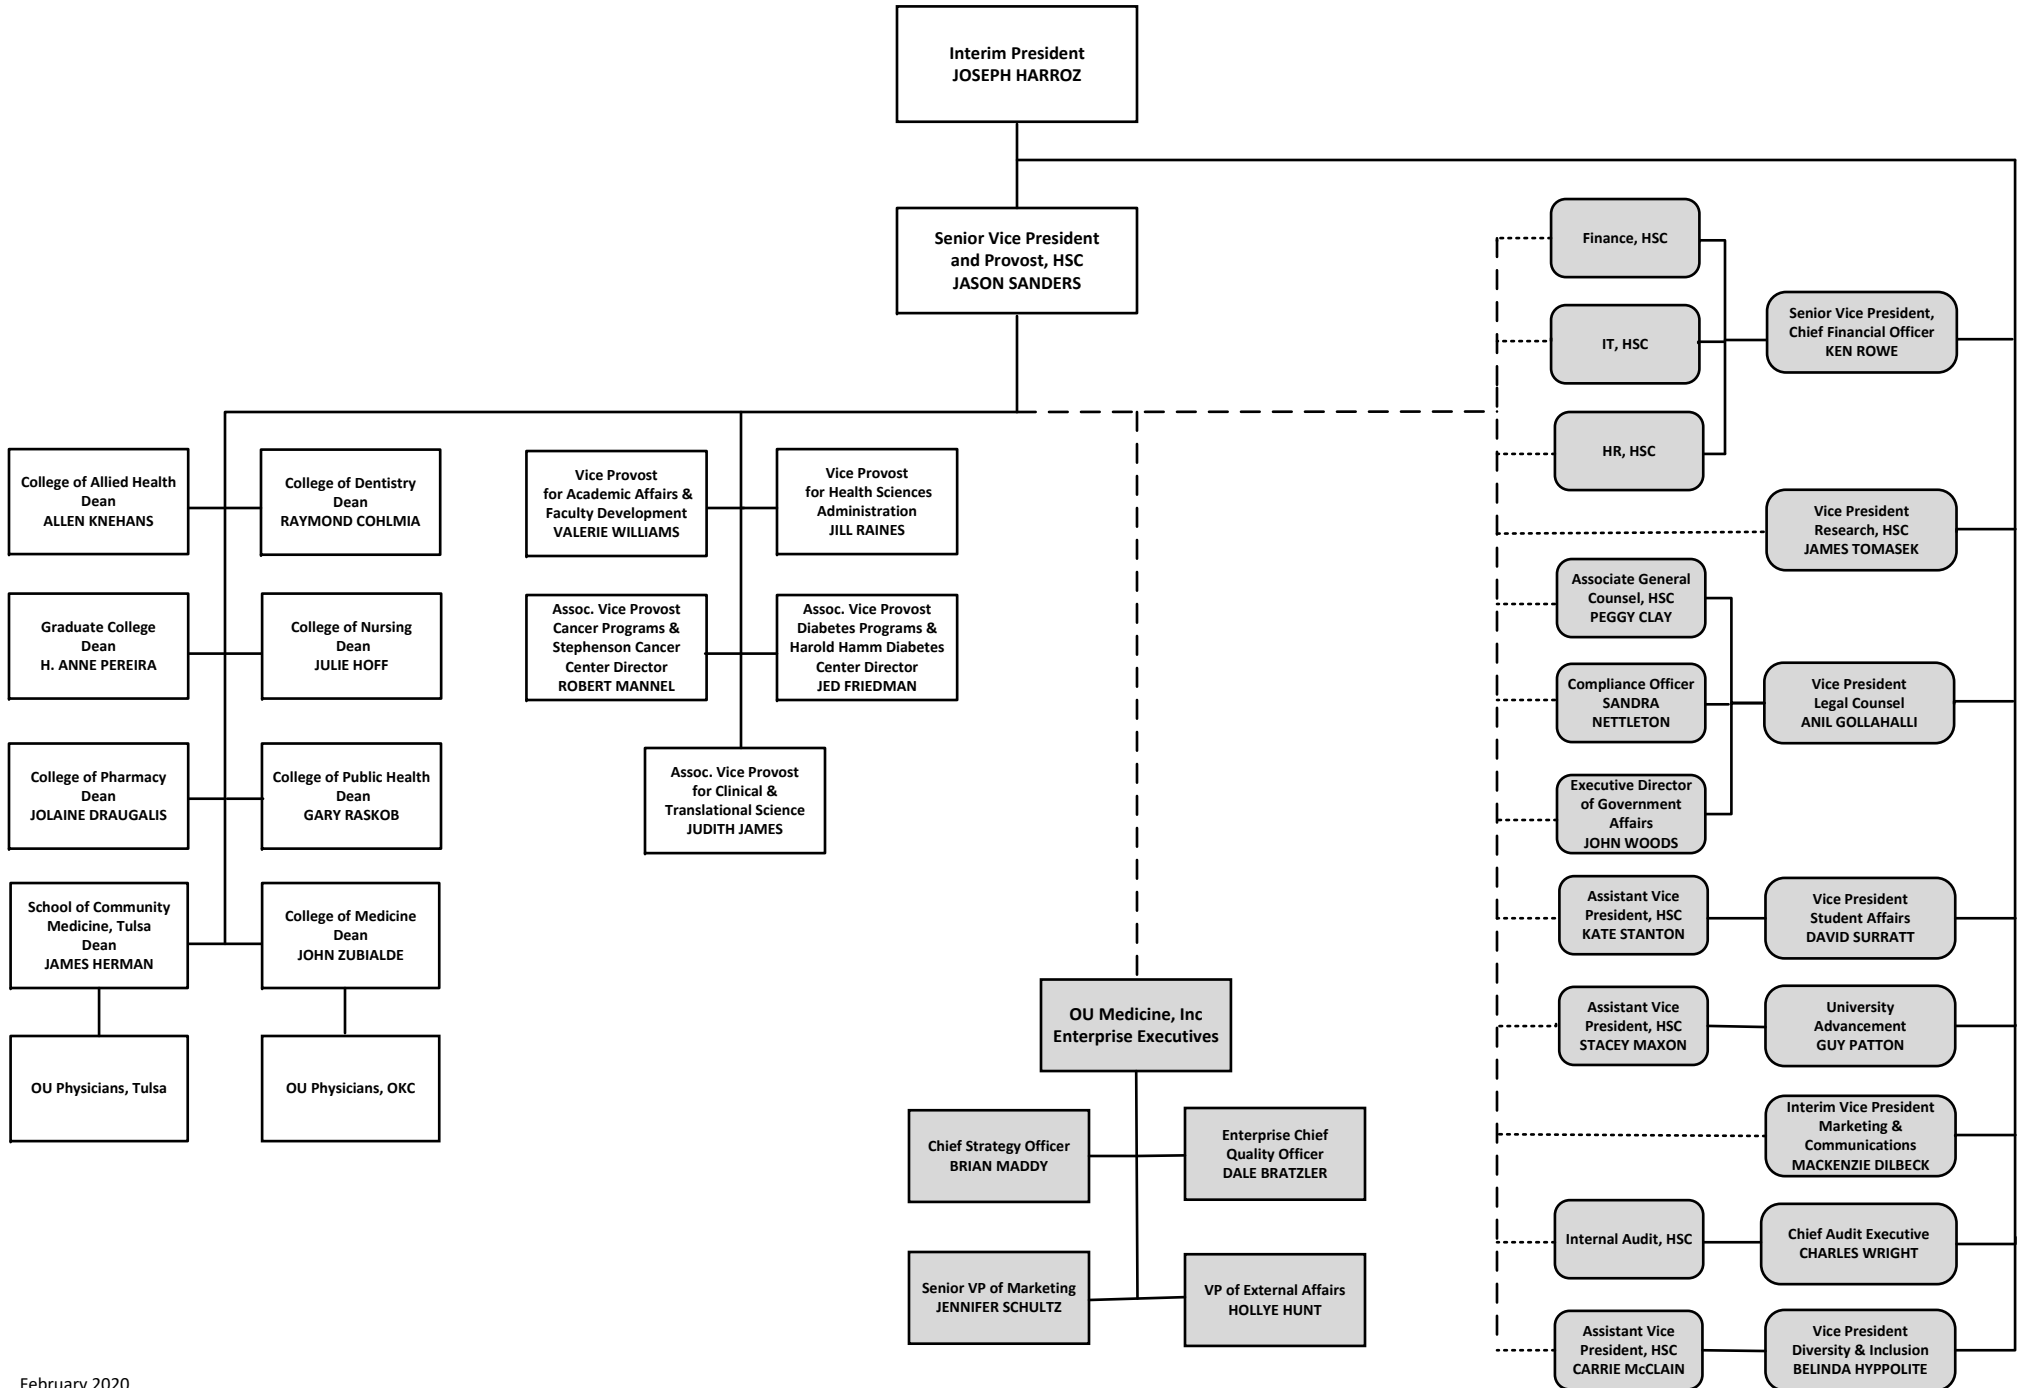 Interim President
JOSEPH HARROZ
Senior Vice President
and Provost, HSC
JASON SANDERS
College of Allied Health
Dean
ALLEN KNEHANS
College of Dentistry
Dean
RAYMOND COHLMIA
Graduate College
Dean
H. ANNE PEREIRA
College of Nursing
Dean
JULIE HOFF
College of Pharmacy
Dean
JOLAINE DRAUGALIS
College of Public Health
Dean
GARY RASKOB
School of Community
Medicine, Tulsa
Dean
JAMES HERMAN
College of Medicine
Dean
JOHN ZUBIALDE
OU Physicians, Tulsa
OU Physicians, OKC
Vice Provost
for Academic Affairs &
Faculty Development
VALERIE WILLIAMS
Vice Provost
for Health Sciences
Administration
JILL RAINES
Assoc. Vice Provost
Cancer Programs &
Stephenson Cancer
Center Director
ROBERT MANNEL
Assoc. Vice Provost
Diabetes Programs &
Harold Hamm Diabetes
Center Director
JED FRIEDMAN
Assoc. Vice Provost
for Clinical &
Translational Science
JUDITH JAMES
OU Medicine, Inc
Enterprise Executives
Chief Strategy Officer
BRIAN MADDY
Enterprise Chief
Quality Officer
DALE BRATZLER
Senior VP of Marketing
JENNIFER SCHULTZ
VP of External Affairs
HOLLYE HUNT
Finance, HSC
IT, HSC
HR, HSC
Senior Vice President,
Chief Financial Officer
KEN ROWE
Vice President
Research, HSC
JAMES TOMASEK
Associate General
Counsel, HSC
PEGGY CLAY
Compliance Officer
SANDRA
NETTLETON
Executive Director
of Government
Affairs
JOHN WOODS
Vice President
Legal Counsel
ANIL GOLLAHALLI
Assistant Vice
President, HSC
KATE STANTON
Vice President
Student Affairs
DAVID SURRATT
Assistant Vice
President, HSC
STACEY MAXON
University
Advancement
GUY PATTON
Interim Vice President
Marketing &
Communications
MACKENZIE DILBECK
Internal Audit, HSC
Chief Audit Executive
CHARLES WRIGHT
Assistant Vice
President, HSC
CARRIE McCLAIN
Vice President
Diversity & Inclusion
BELINDA HYPPOLITE
February 2020